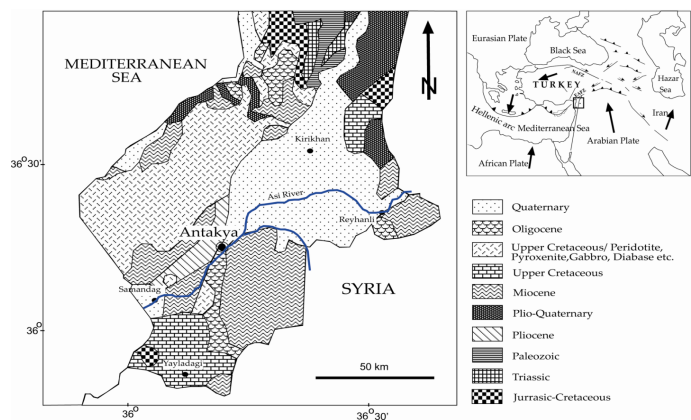 MEDITERRANEAN
SEA
N
Kirikhan
Asi River
Reyhanli
Antakya
Samandag
SYRIA
Yayladagi
50 km
36° 30'
36°
36°
36° 30'
Eurasian Plate
Black Sea
NAFZ
TURKEY
EAFZ
Hazar
Sea
Iran
Hellenic arc
Mediterranean Sea
Arabian Plate
African Plate
Quaternary
Oligocene
Upper Cretaceous/ Peridotite,
Pyroxenite,Gabbro, Diabase etc.
Upper Cretaceous
Miocene
Plio-Quaternary
Pliocene
Paleozoic
Triassic
Jurrasic-Cretaceous